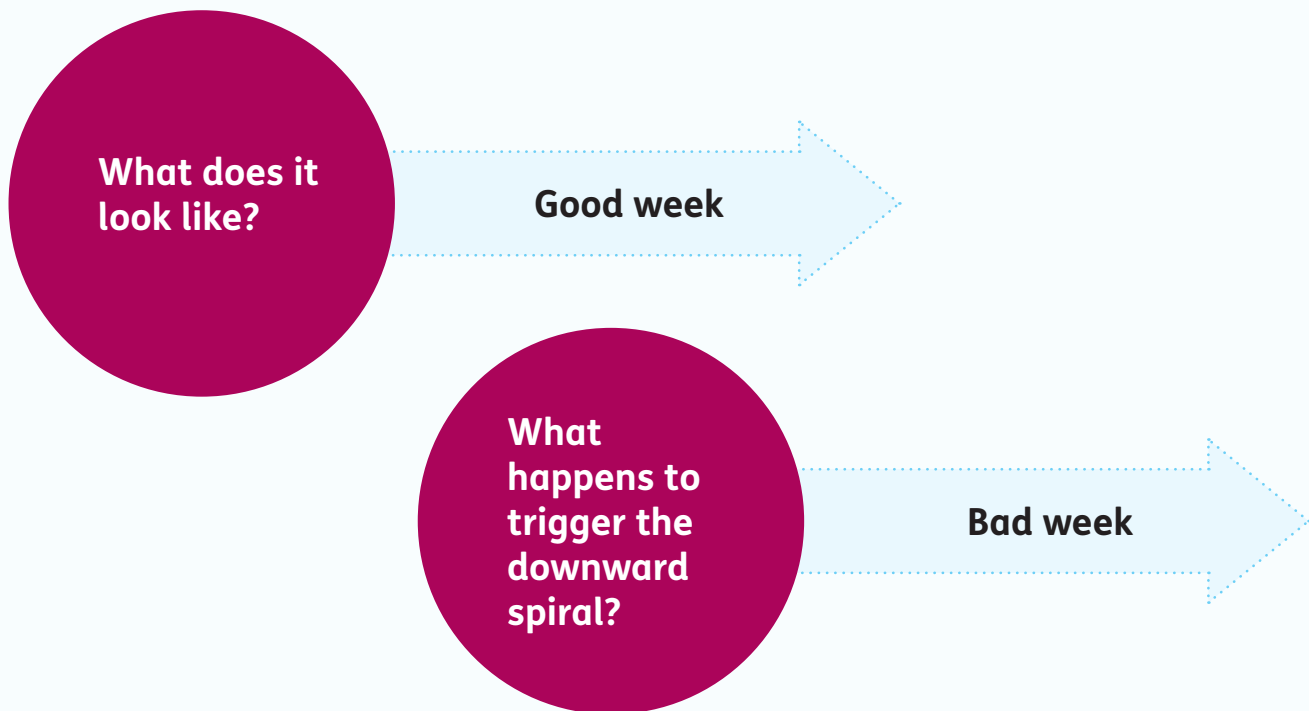 What does it
look like?
Good week
What
happens to
trigger the
downward
spiral?
Bad week